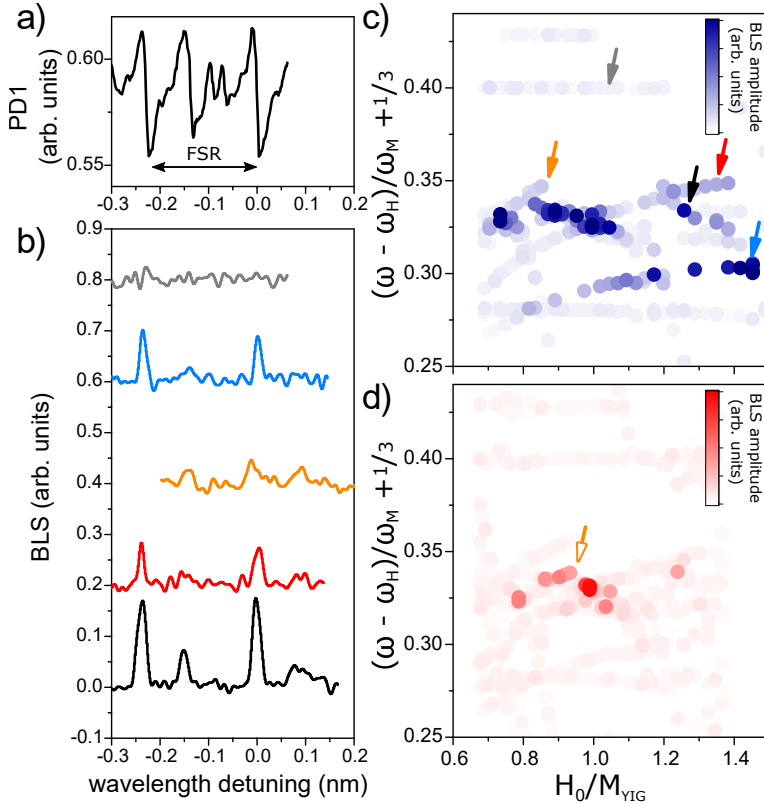 a)
PD1
(arb. units)
0.60
0.55
FSR
-0.3 -0.2 -0.1 0.0 0.1 0.2
b)
BLS (arb. units)
0.9
0.8
0.7
0.6
0.5
0.4
0.3
0.2
0.1
0.0
-0.1
-0.3 -0.2 -0.1 0.0 0.1 0.2
wavelength detuning (nm)
c)
(ω - ω_H)/ω_M +1/3
0.40
0.35
0.30
0.25
BLS amplitude
(arb. units)
d)
(ω - ω_H)/ω_M +1/3
0.40
0.35
0.30
0.25
BLS amplitude
(arb. units)
0.6 0.8 1.0 1.2 1.4
H_0/M_YIG